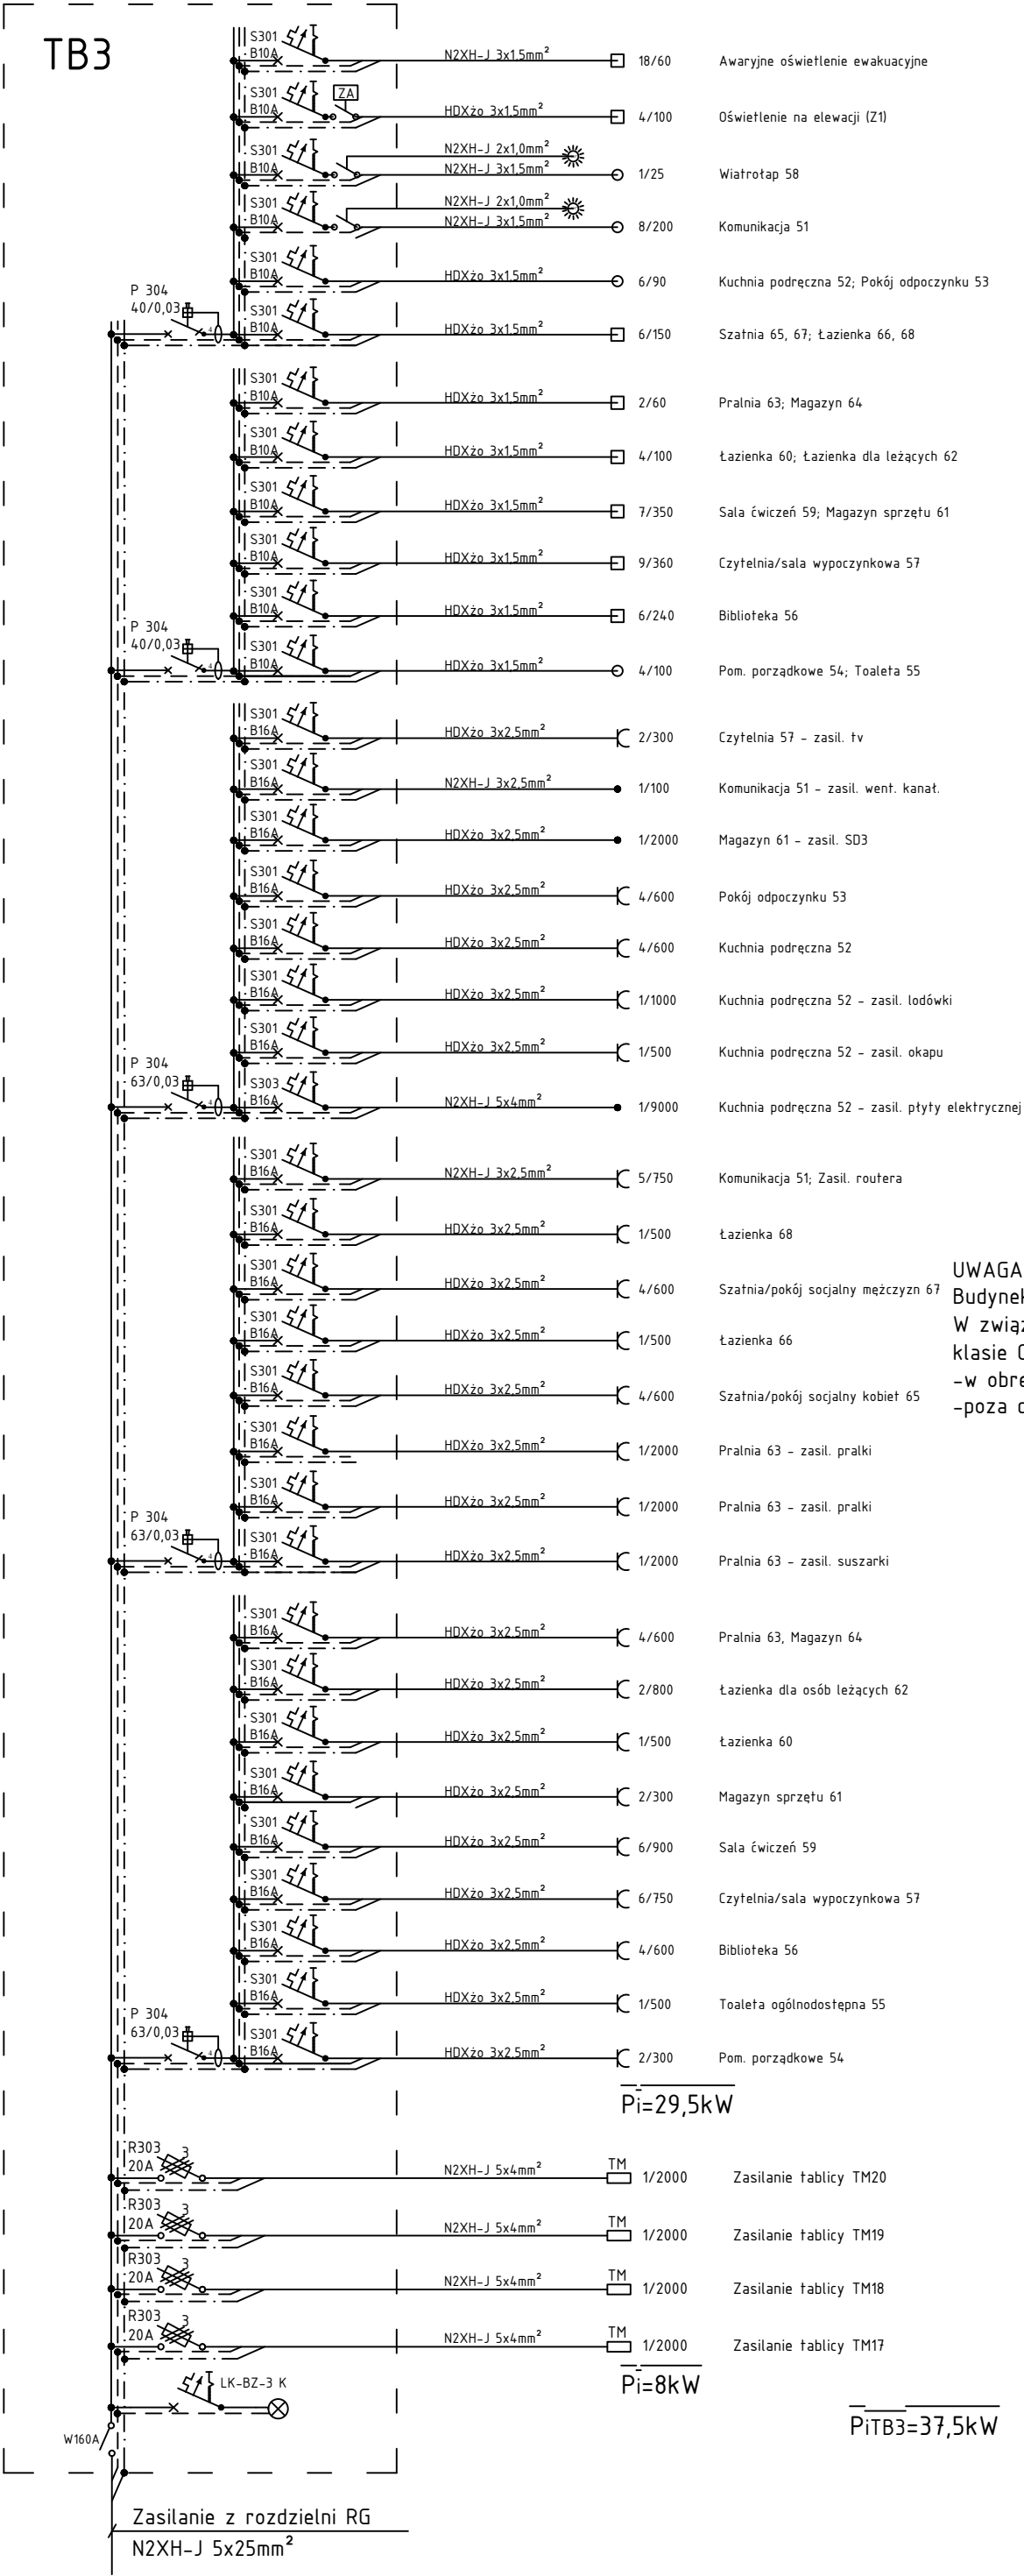 TB3
S301
B10A
N2XH-J 3x1,5mm²
18/60
Awaryjne oświetlenie ewakuacyjne
S301
B10A
ZA
HDXżo 3x1,5mm²
4/100
Oświetlenie na elewacji (Z1)
S301
B10A
N2XH-J 2x1,0mm²
N2XH-J 3x1,5mm²
1/25
Wiatrołap 58
S301
B10A
N2XH-J 2x1,0mm²
N2XH-J 3x1,5mm²
8/200
Komunikacja 51
S301
B10A
HDXżo 3x1,5mm²
6/90
Kuchnia podręczna 52; Pokój odpoczynku 53
P 304
40/0,03
4
S301
B10A
HDXżo 3x1,5mm²
6/150
Szatnia 65, 67; Łazienka 66, 68
S301
B10A
HDXżo 3x1,5mm²
2/60
Pralnia 63; Magazyn 64
S301
B10A
HDXżo 3x1,5mm²
4/100
Łazienka 60; Łazienka dla leżących 62
S301
B10A
HDXżo 3x1,5mm²
7/350
Sala ćwiczeń 59; Magazyn sprzętu 61
S301
B10A
HDXżo 3x1,5mm²
9/360
Czytelnia/sala wypoczynkowa 57
S301
B10A
HDXżo 3x1,5mm²
6/240
Biblioteka 56
P 304
40/0,03
4
S301
B10A
HDXżo 3x1,5mm²
4/100
Pom. porządkowe 54; Toaleta 55
S301
B16A
HDXżo 3x2,5mm²
2/300
Czytelnia 57 - zasil. tv
S301
B16A
N2XH-J 3x2,5mm²
1/100
Komunikacja 51 - zasil. went. kanał.
S301
B16A
HDXżo 3x2,5mm²
1/2000
Magazyn 61 - zasil. SD3
S301
B16A
HDXżo 3x2,5mm²
4/600
Pokój odpoczynku 53
S301
B16A
HDXżo 3x2,5mm²
4/600
Kuchnia podręczna 52
S301
B16A
HDXżo 3x2,5mm²
1/1000
Kuchnia podręczna 52 - zasil. lodówki
S301
B16A
HDXżo 3x2,5mm²
1/500
Kuchnia podręczna 52 - zasil. okapu
P 304
63/0,03
4
S303
B16A
N2XH-J 5x4mm²
1/9000
Kuchnia podręczna 52 - zasil. płyty elektrycznej
S301
B16A
N2XH-J 3x2,5mm²
5/750
Komunikacja 51; Zasil. routera
S301
B16A
HDXżo 3x2,5mm²
1/500
Łazienka 68
S301
B16A
HDXżo 3x2,5mm²
4/600
Szatnia/pokój socjalny mężczyzn 67
S301
B16A
HDXżo 3x2,5mm²
1/500
Łazienka 66
S301
B16A
HDXżo 3x2,5mm²
4/600
Szatnia/pokój socjalny kobiet 65
UWAGA
Budynek
W związ
klasie
-w obrę
-poza
S301
B16A
HDXżo 3x2,5mm²
1/2000
Pralnia 63 - zasil. pralki
S301
B16A
HDXżo 3x2,5mm²
1/2000
Pralnia 63 - zasil. pralki
P 304
63/0,03
4
S301
B16A
HDXżo 3x2,5mm²
1/2000
Pralnia 63 - zasil. suszarki
S301
B16A
HDXżo 3x2,5mm²
4/600
Pralnia 63, Magazyn 64
S301
B16A
HDXżo 3x2,5mm²
2/800
Łazienka dla osób leżących 62
S301
B16A
HDXżo 3x2,5mm²
1/500
Łazienka 60
S301
B16A
HDXżo 3x2,5mm²
2/300
Magazyn sprzętu 61
S301
B16A
HDXżo 3x2,5mm²
6/900
Sala ćwiczeń 59
S301
B16A
HDXżo 3x2,5mm²
6/750
Czytelnia/sala wypoczynkowa 57
S301
B16A
HDXżo 3x2,5mm²
4/600
Biblioteka 56
S301
B16A
HDXżo 3x2,5mm²
1/500
Toaleta ogólnodostępna 55
P 304
63/0,03
4
S301
B16A
HDXżo 3x2,5mm²
2/300
Pom. porządkowe 54
Pi=29,5kW
R303
20A
3
N2XH-J 5x4mm²
TM
1/2000
Zasilanie tablicy TM20
R303
20A
3
N2XH-J 5x4mm²
TM
1/2000
Zasilanie tablicy TM19
R303
20A
3
N2XH-J 5x4mm²
TM
1/2000
Zasilanie tablicy TM18
R303
20A
3
N2XH-J 5x4mm²
TM
1/2000
Zasilanie tablicy TM17
Pi=8kW
LK-BZ-3 K
PiTB3=37,5kW
W160A
Zasilanie z rozdzielni RG
N2XH-J 5x25mm²